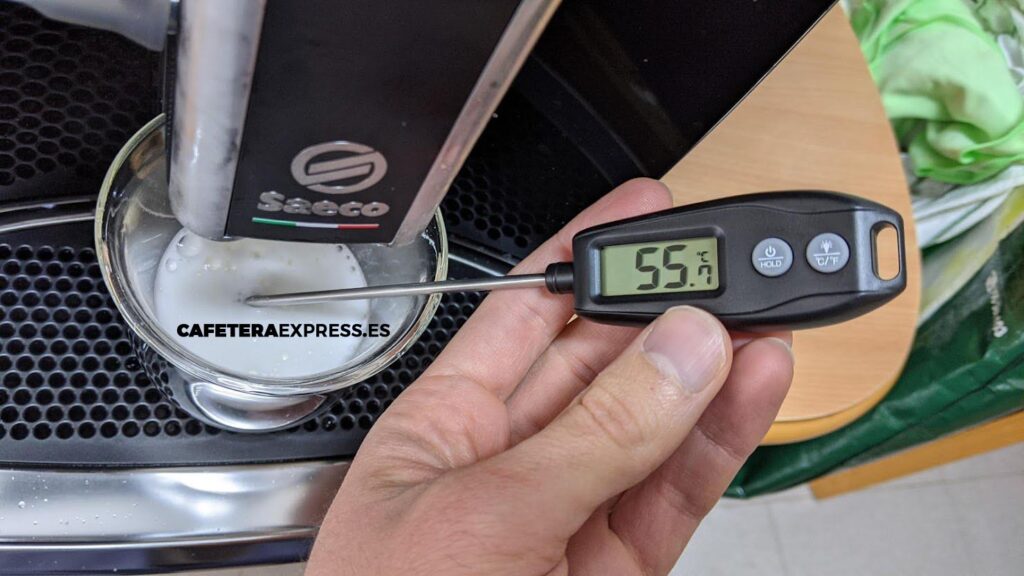 Saeco
CAFETERAEXPRESS.ES
55.7 °C
HOLD
°C/°F